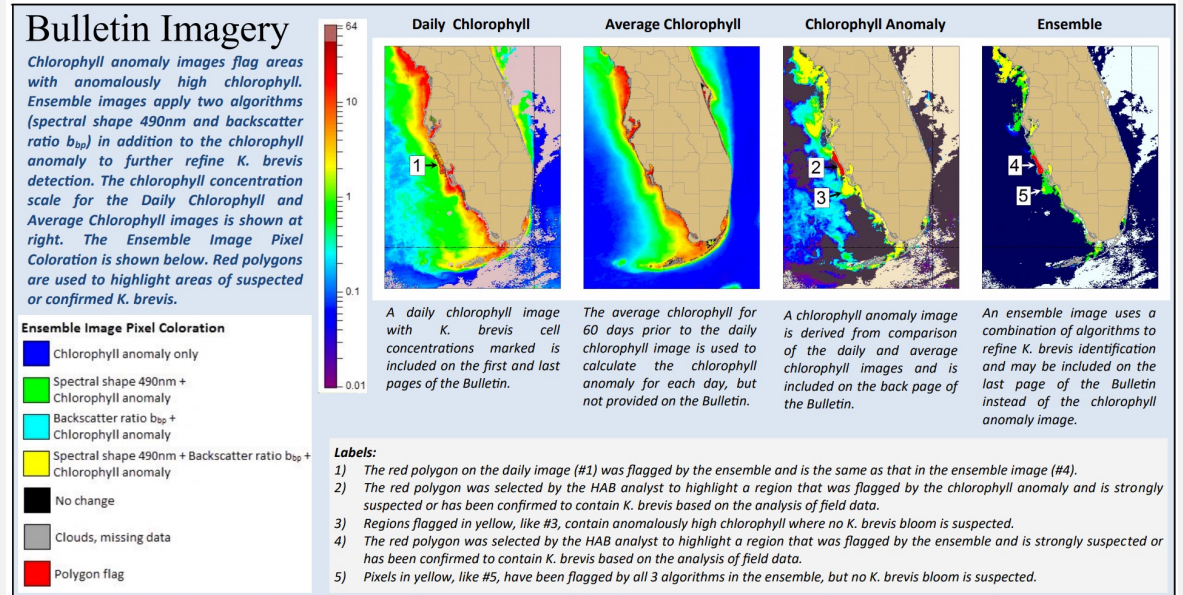 Bulletin Imagery
Chlorophyll anomaly images flag areas
with anomalously high chlorophyll.
Ensemble images apply two algorithms
(spectral shape 490nm and backscatter
ratio bbp) in addition to the chlorophyll
anomaly to further refine K. brevis
detection. The chlorophyll concentration
scale for the Daily Chlorophyll and
Average Chlorophyll images is shown at
right. The Ensemble Image Pixel
Coloration is shown below. Red polygons
are used to highlight areas of suspected
or confirmed K. brevis.
Ensemble Image Pixel Coloration
Chlorophyll anomaly only
Spectral shape 490nm +
Chlorophyll anomaly
Backscatter ratio bbp +
Chlorophyll anomaly
Spectral shape 490nm + Backscatter ratio bbp +
Chlorophyll anomaly
No change
Clouds, missing data
Polygon flag
64
10
1
0.1
0.01
Daily Chlorophyll
1
A daily chlorophyll image
with K. brevis cell
concentrations marked is
included on the first and last
pages of the Bulletin.
Average Chlorophyll
The average chlorophyll for
60 days prior to the daily
chlorophyll image is used to
calculate the chlorophyll
anomaly for each day, but
not provided on the Bulletin.
Chlorophyll Anomaly
2
3
A chlorophyll anomaly image
is derived from comparison
of the daily and average
chlorophyll images and is
included on the back page of
the Bulletin.
Ensemble
4
5
An ensemble image uses a
combination of algorithms to
refine K. brevis identification
and may be included on the
last page of the Bulletin
instead of the chlorophyll
anomaly image.
Labels:
1) The red polygon on the daily image (#1) was flagged by the ensemble and is the same as that in the ensemble image (#4).
2) The red polygon was selected by the HAB analyst to highlight a region that was flagged by the chlorophyll anomaly and is strongly
suspected or has been confirmed to contain K. brevis based on the analysis of field data.
3) Regions flagged in yellow, like #3, contain anomalously high chlorophyll where no K. brevis bloom is suspected.
4) The red polygon was selected by the HAB analyst to highlight a region that was flagged by the ensemble and is strongly suspected or
has been confirmed to contain K. brevis based on the analysis of field data.
5) Pixels in yellow, like #5, have been flagged by all 3 algorithms in the ensemble, but no K. brevis bloom is suspected.